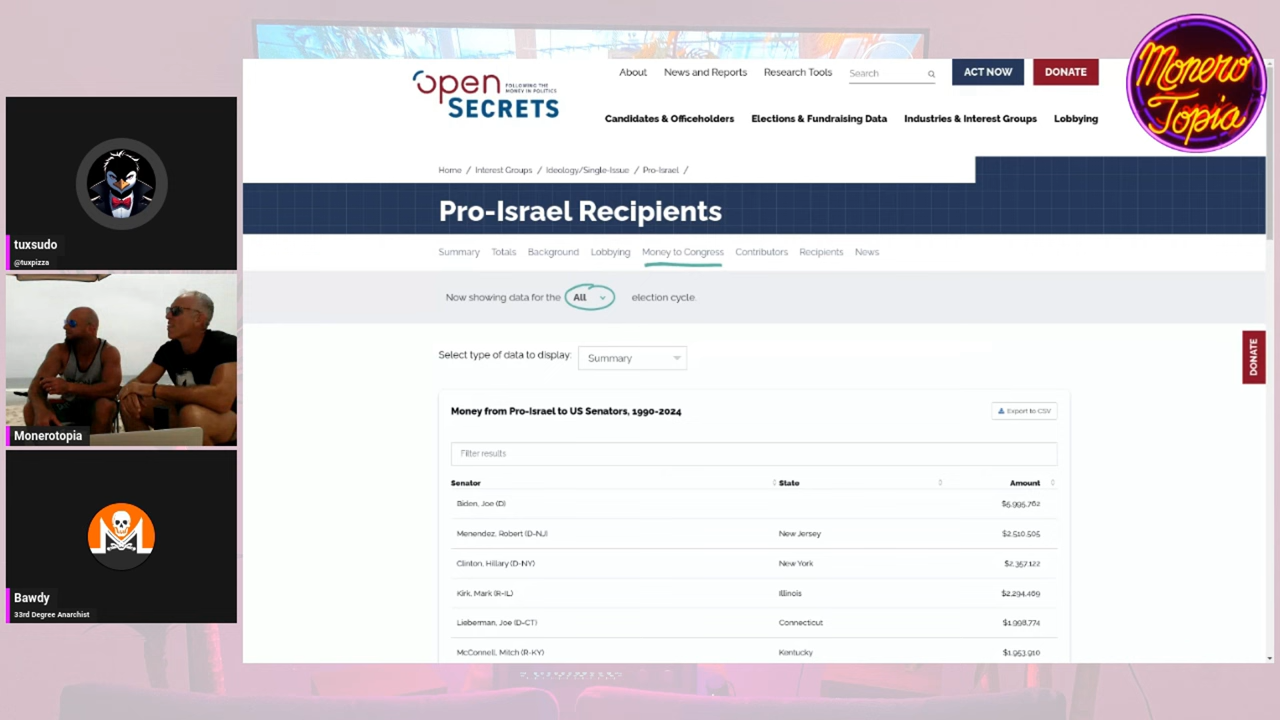 Monero
Topia
tuxsudo
@tuxpizza
Monerotopia
Bawdy
33rd Degree Anarchist
Open
SECRETS
FOLLOWING THE
MONEY IN POLITICS
About News and Reports Research Tools Search ACT NOW DONATE
Candidates & Officeholders Elections & Fundraising Data Industries & Interest Groups Lobbying
Home / Interest Groups / Ideology/Single-Issue / Pro-Israel /
Pro-Israel Recipients
Summary Totals Background Lobbying Money to Congress Contributors Recipients News
Now showing data for the All election cycle.
DONATE
Select type of data to display: Summary
Money from Pro-Israel to US Senators, 1990-2024 Export to CSV
Filter results
Senator State Amount
Biden, Joe (D) $5,995,762
Menendez, Robert (D-NJ) New Jersey $2,510,505
Clinton, Hillary (D-NY) New York $2,357,122
Kirk, Mark (R-IL) Illinois $2,294,469
Lieberman, Joe (D-CT) Connecticut $1,998,774
McConnell, Mitch (R-KY) Kentucky $1,953,910